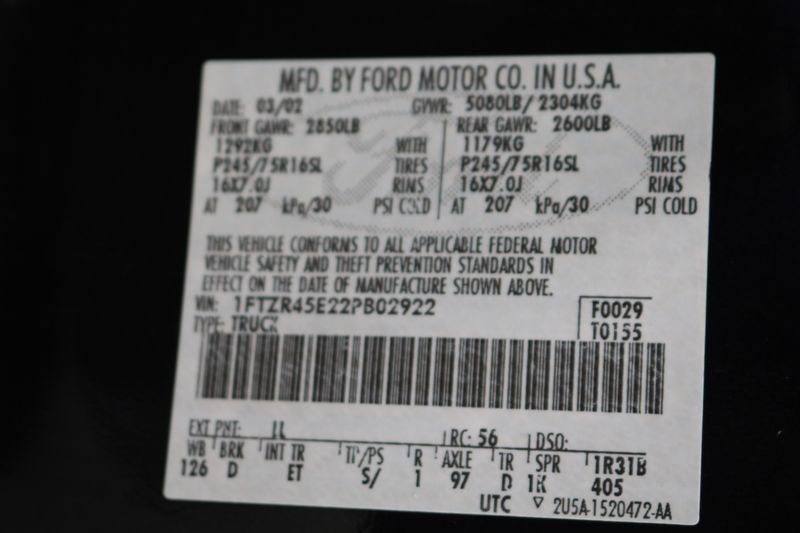 MFD. BY FORD MOTOR CO. IN U.S.A.
DATE: 03/02 GVWR: 5080LB/ 2304KG
FRONT GAWR: 2850LB REAR GAWR: 2600LB
1292KG WITH 1179KG WITH
P245/75R16SL TIRES P245/75R16SL TIRES
16X7.0J RIMS 16X7.0J RIMS
AT 207 kPa/30 PSI COLD AT 207 kPa/30 PSI COLD
THIS VEHICLE CONFORMS TO ALL APPLICABLE FEDERAL MOTOR
VEHICLE SAFETY AND THEFT PREVENTION STANDARDS IN
EFFECT ON THE DATE OF MANUFACTURE SHOWN ABOVE.
VIN: 1FTZR45E22PB02922 F0029
TYPE: TRUCK T0155
EXT PNT: RC: 56 DSO:
WB BRK INT TR TP/PS R AXLE TR SPR 1R31B
126 D ET S/ 1 97 D 1K 405
UTC ▽ 2U5A-1520472-AA